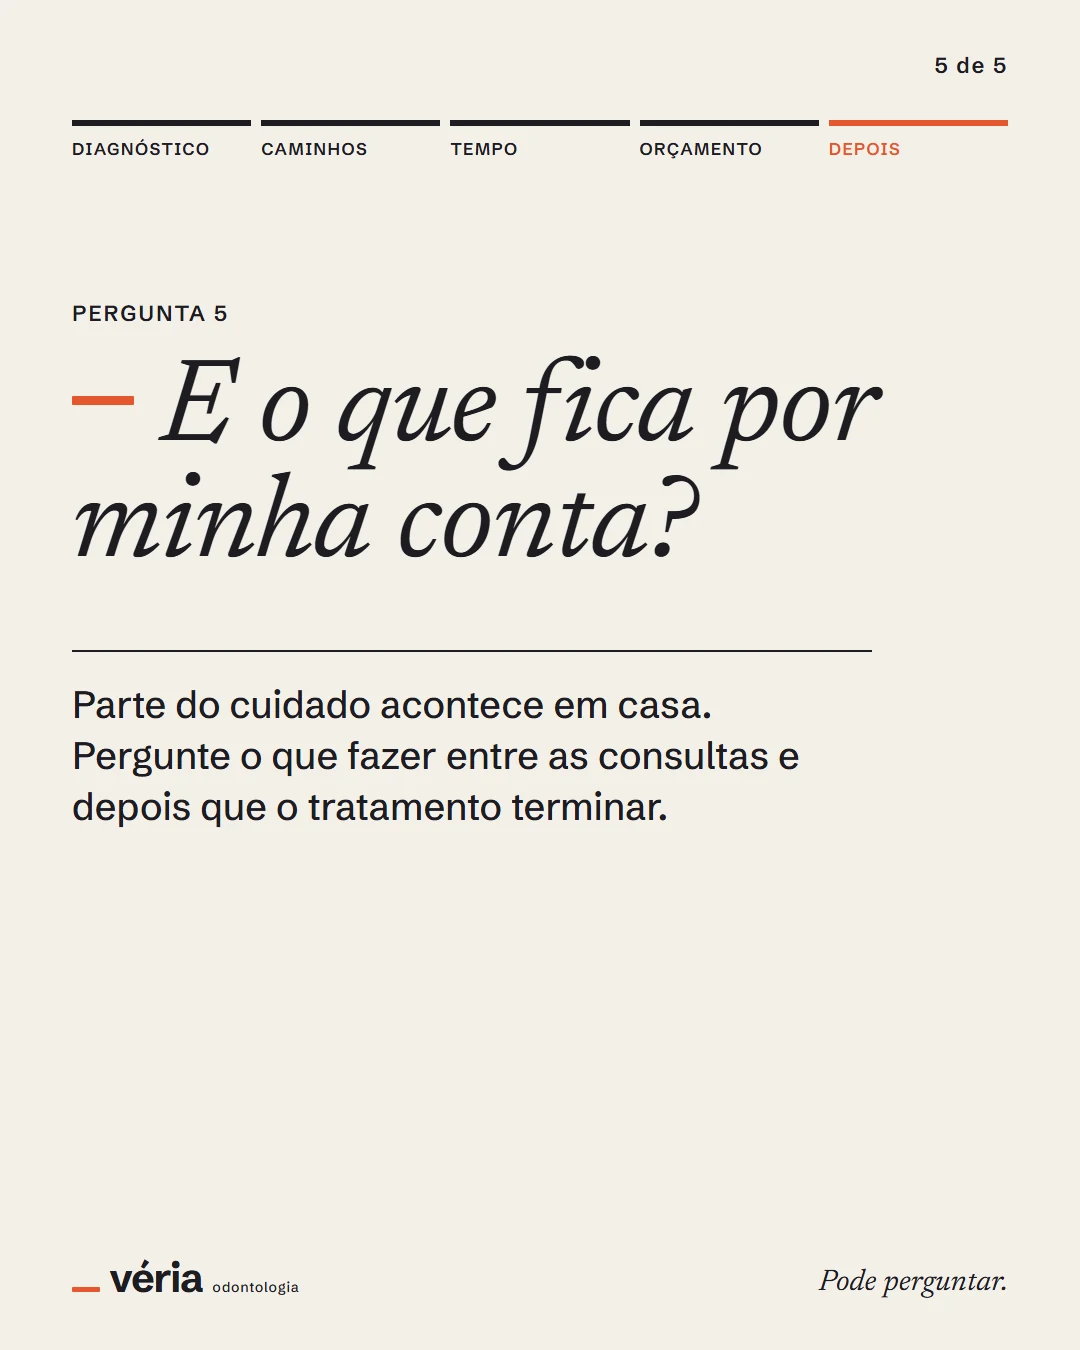 5 de 5
DIAGNÓSTICO CAMINHOS TEMPO ORÇAMENTO DEPOIS
PERGUNTA 5
— E o que fica por
minha conta?
Parte do cuidado acontece em casa.
Pergunte o que fazer entre as consultas e
depois que o tratamento terminar.
véria odontologia
Pode perguntar.